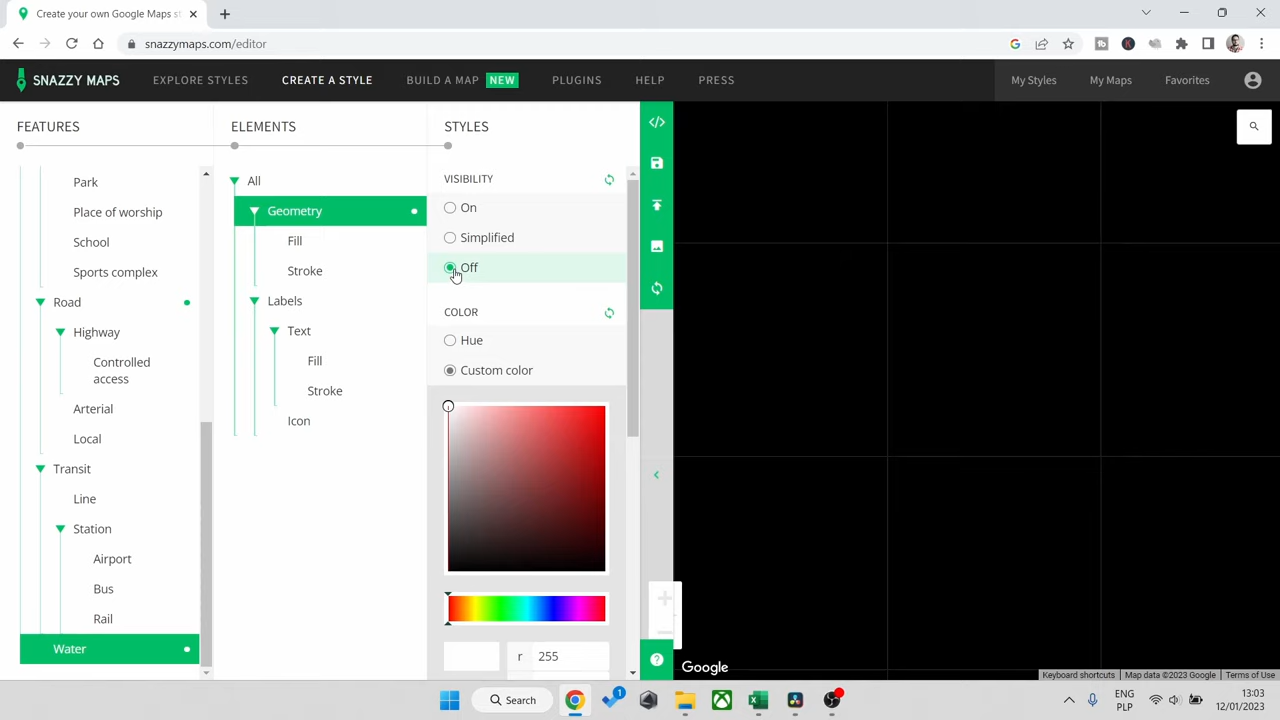 Create your own Google Maps st
snazzymaps.com/editor
SNAZZY MAPS
EXPLORE STYLES
CREATE A STYLE
BUILD A MAP NEW
PLUGINS
HELP
PRESS
My Styles
My Maps
Favorites
FEATURES
Park
Place of worship
School
Sports complex
Road
Highway
Controlled
access
Arterial
Local
Transit
Line
Station
Airport
Bus
Rail
Water
ELEMENTS
All
Geometry
Fill
Stroke
Labels
Text
Fill
Stroke
Icon
STYLES
VISIBILITY
On
Simplified
Off
COLOR
Hue
Custom color
r 255
</>
Google
Keyboard shortcuts
Map data ©2023 Google
Terms of Use
Search
1
ENG
PLP
13:03
12/01/2023